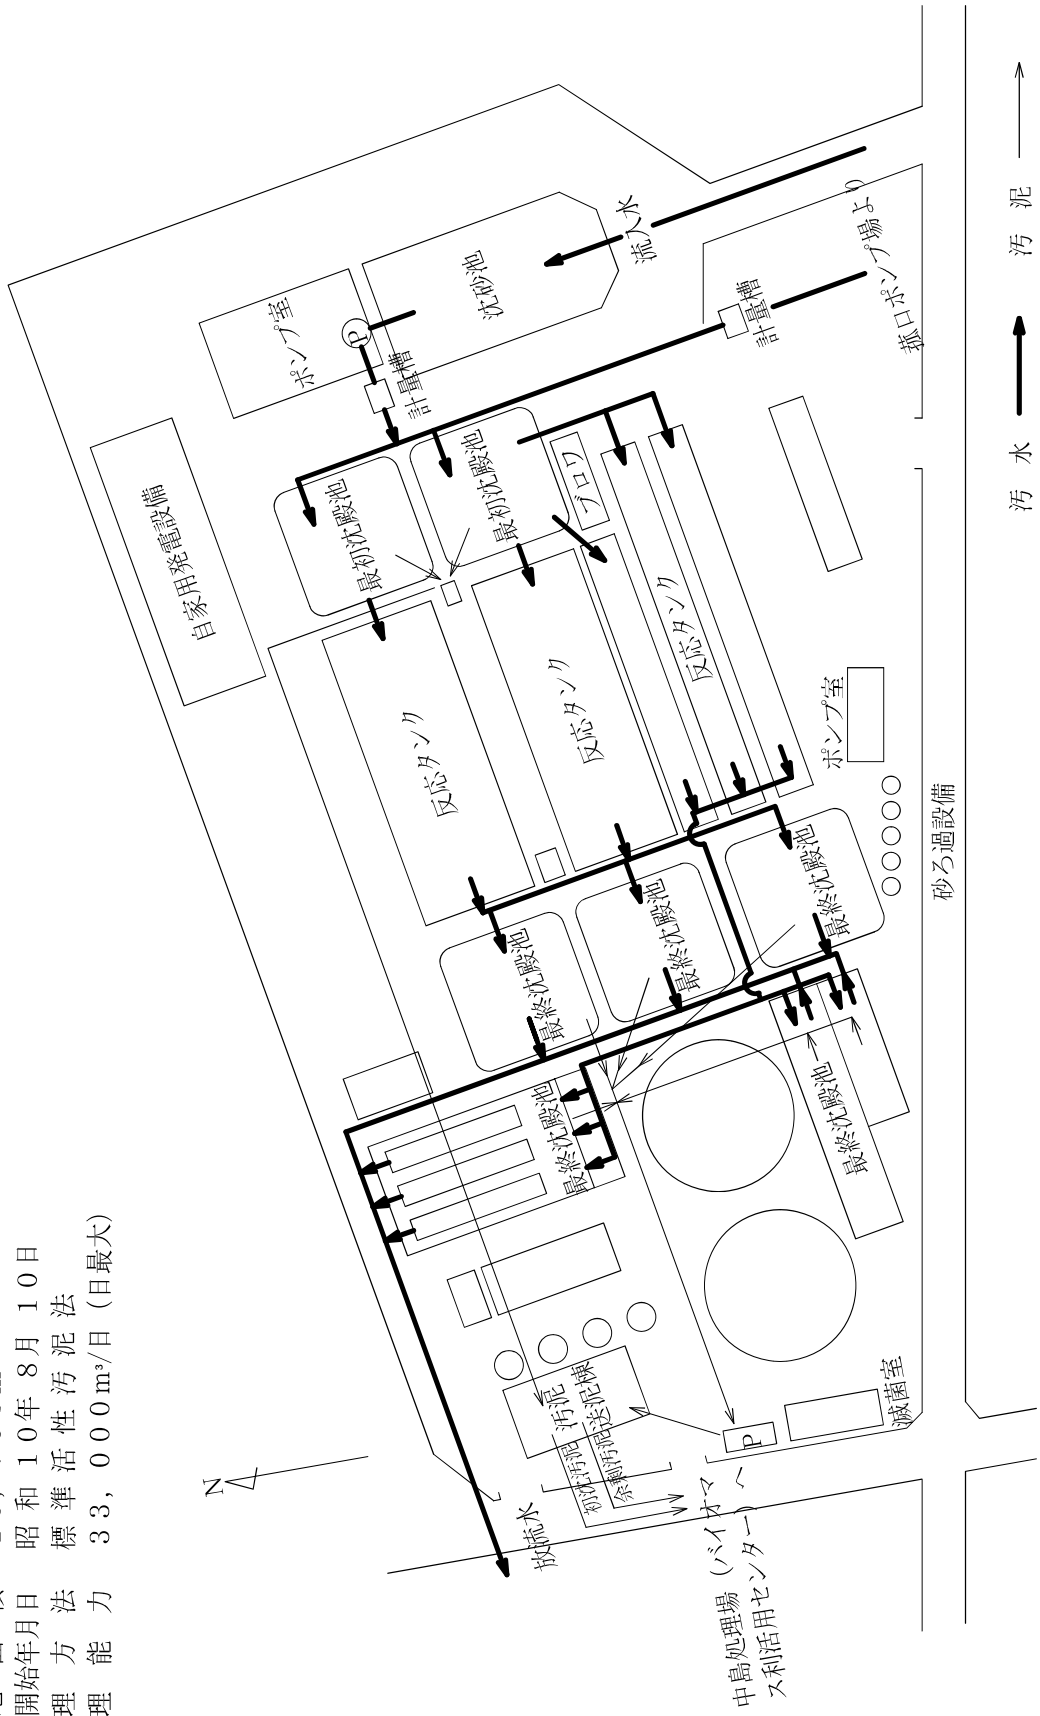 開始年月日 昭和10年8月10日
理方法 標準活性汚泥法
理能力 33,000m³/日(日最大)
N
自家用発電設備
ポンプ室
P
計量槽
沈砂池
流入水
計量槽
菰口ポンプ場より
最初沈殿池
最初沈殿池
ブロワ
反応タンク
反応タンク
反応タンク
ポンプ室
砂ろ過設備
最終沈殿池
最終沈殿池
最終沈殿池
最終沈殿池
最終沈殿池
汚泥
送泥棟
初沈汚泥
余剰汚泥
P
滅菌室
放流水
中島処理場(バイオマ
ス利活用センター)へ
汚水
汚泥